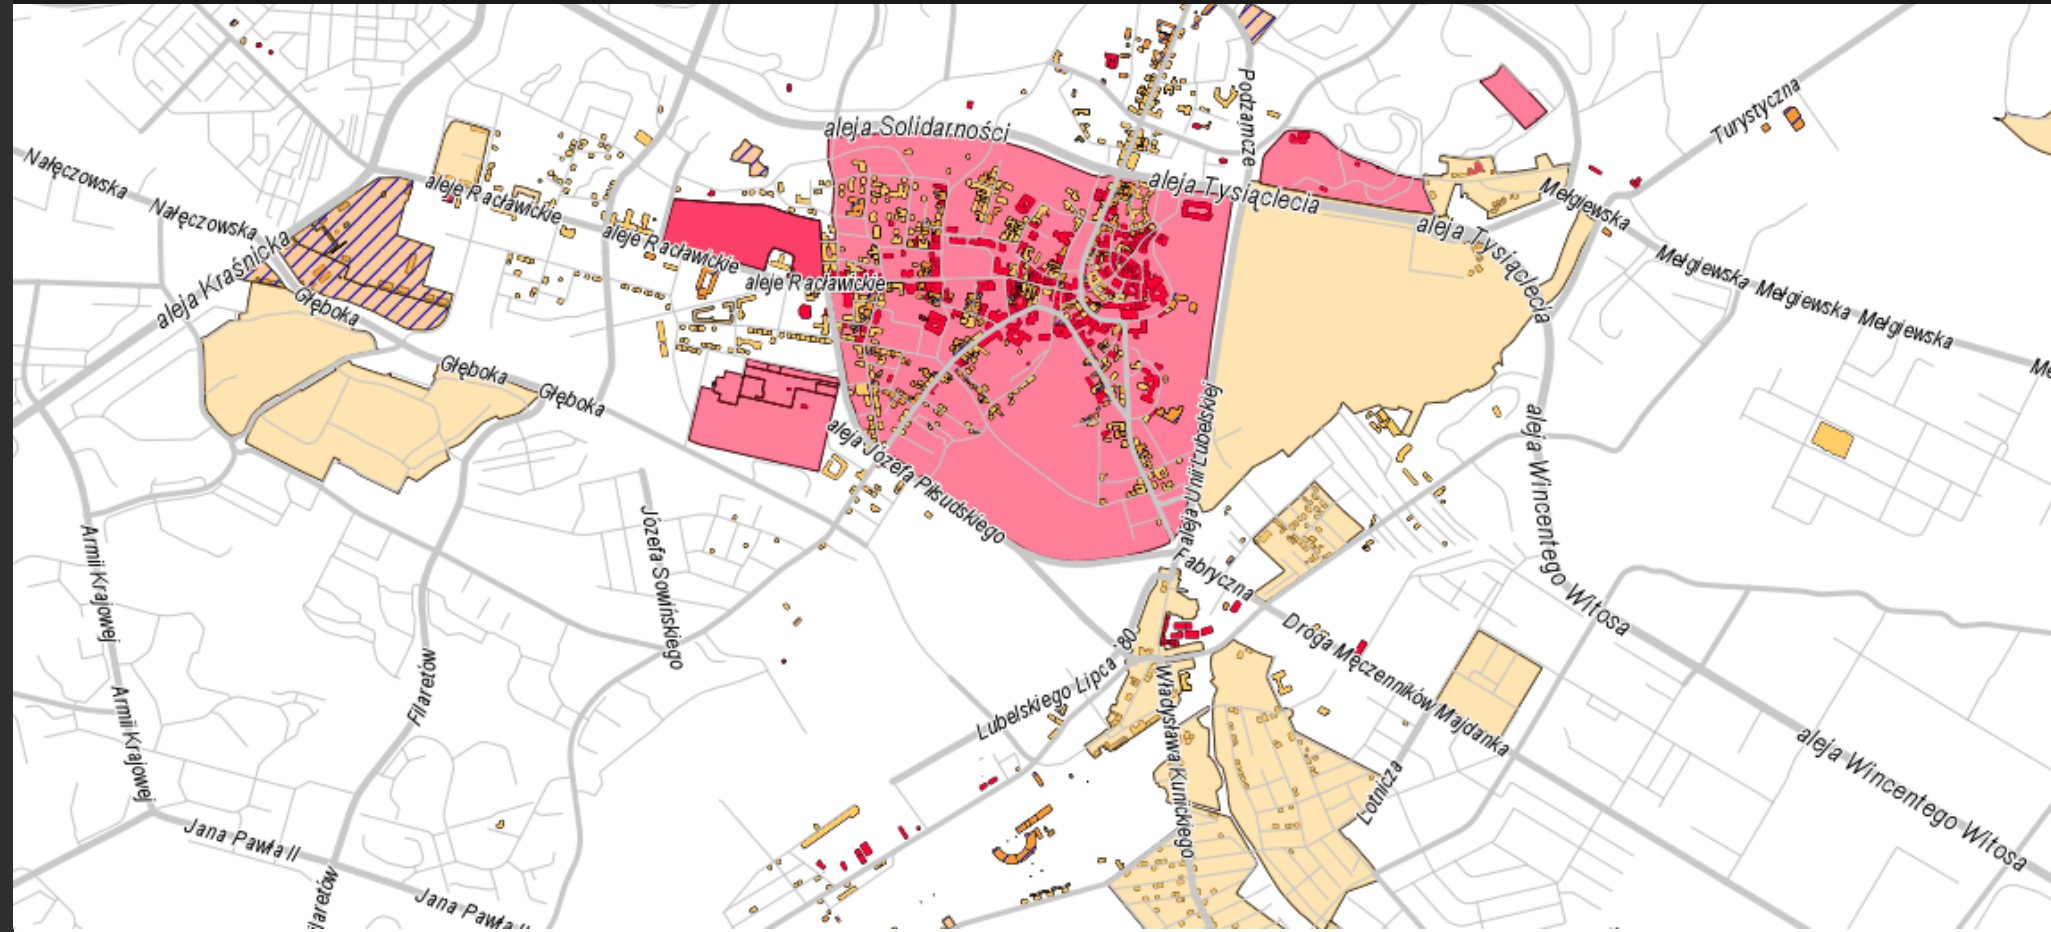 Podzamcze
Turystyczna
aleja Solidarności
Nałęczowska
aleje Racławickie
aleja Tysiąclecia
Mełgiewska
Nałęczowska
aleje Racławickie
aleja Tysiąclecia
aleja Kraśnicka
aleje Racławickie
Mełgiewska
Mełgiewska
Mełgiewska
Głęboka
Głęboka
Głęboka
aleja Unii Lubelskiej
aleja Józefa Piłsudskiego
aleja Wincentego Witosa
Józefa Sowińskiego
Armii Krajowej
Fabryczna
Droga Męczenników Majdanka
Lubelskiego Lipca '80
Filaretów
Armii Krajowej
Władysława Kunickiego
aleja Wincentego Witosa
Lotnicza
Jana Pawła II
Jana Pawła II